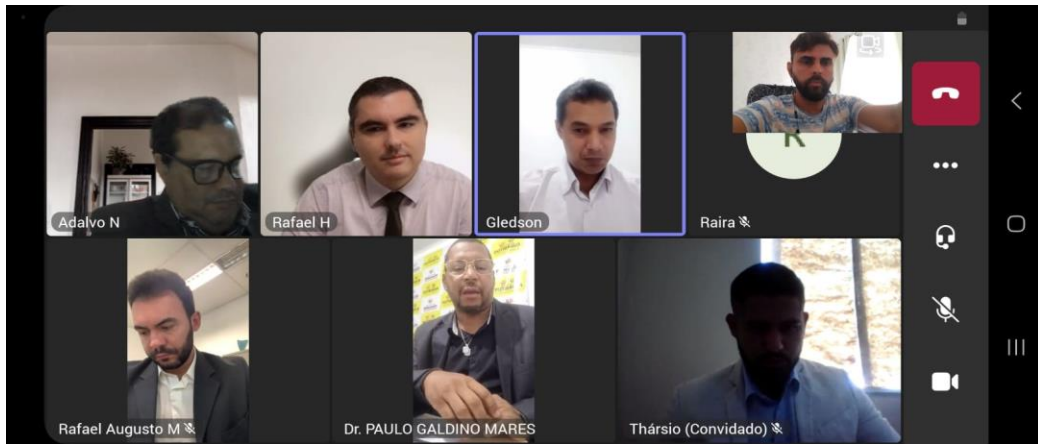 Adalvo N
Rafael H
Gledson
R
Raira
Rafael Augusto M
Dr. PAULO GALDINO MARES
Thársio (Convidado)